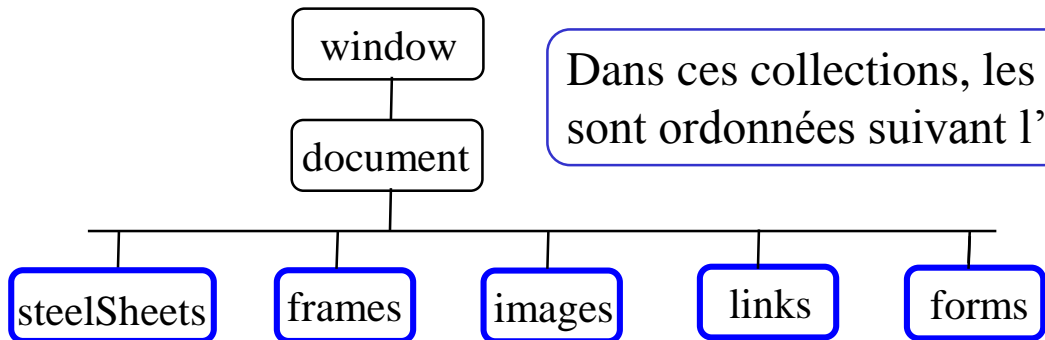 window
Dans ces collections, les
sont ordonnées suivant l’
document
steelSheets
frames
images
links
forms